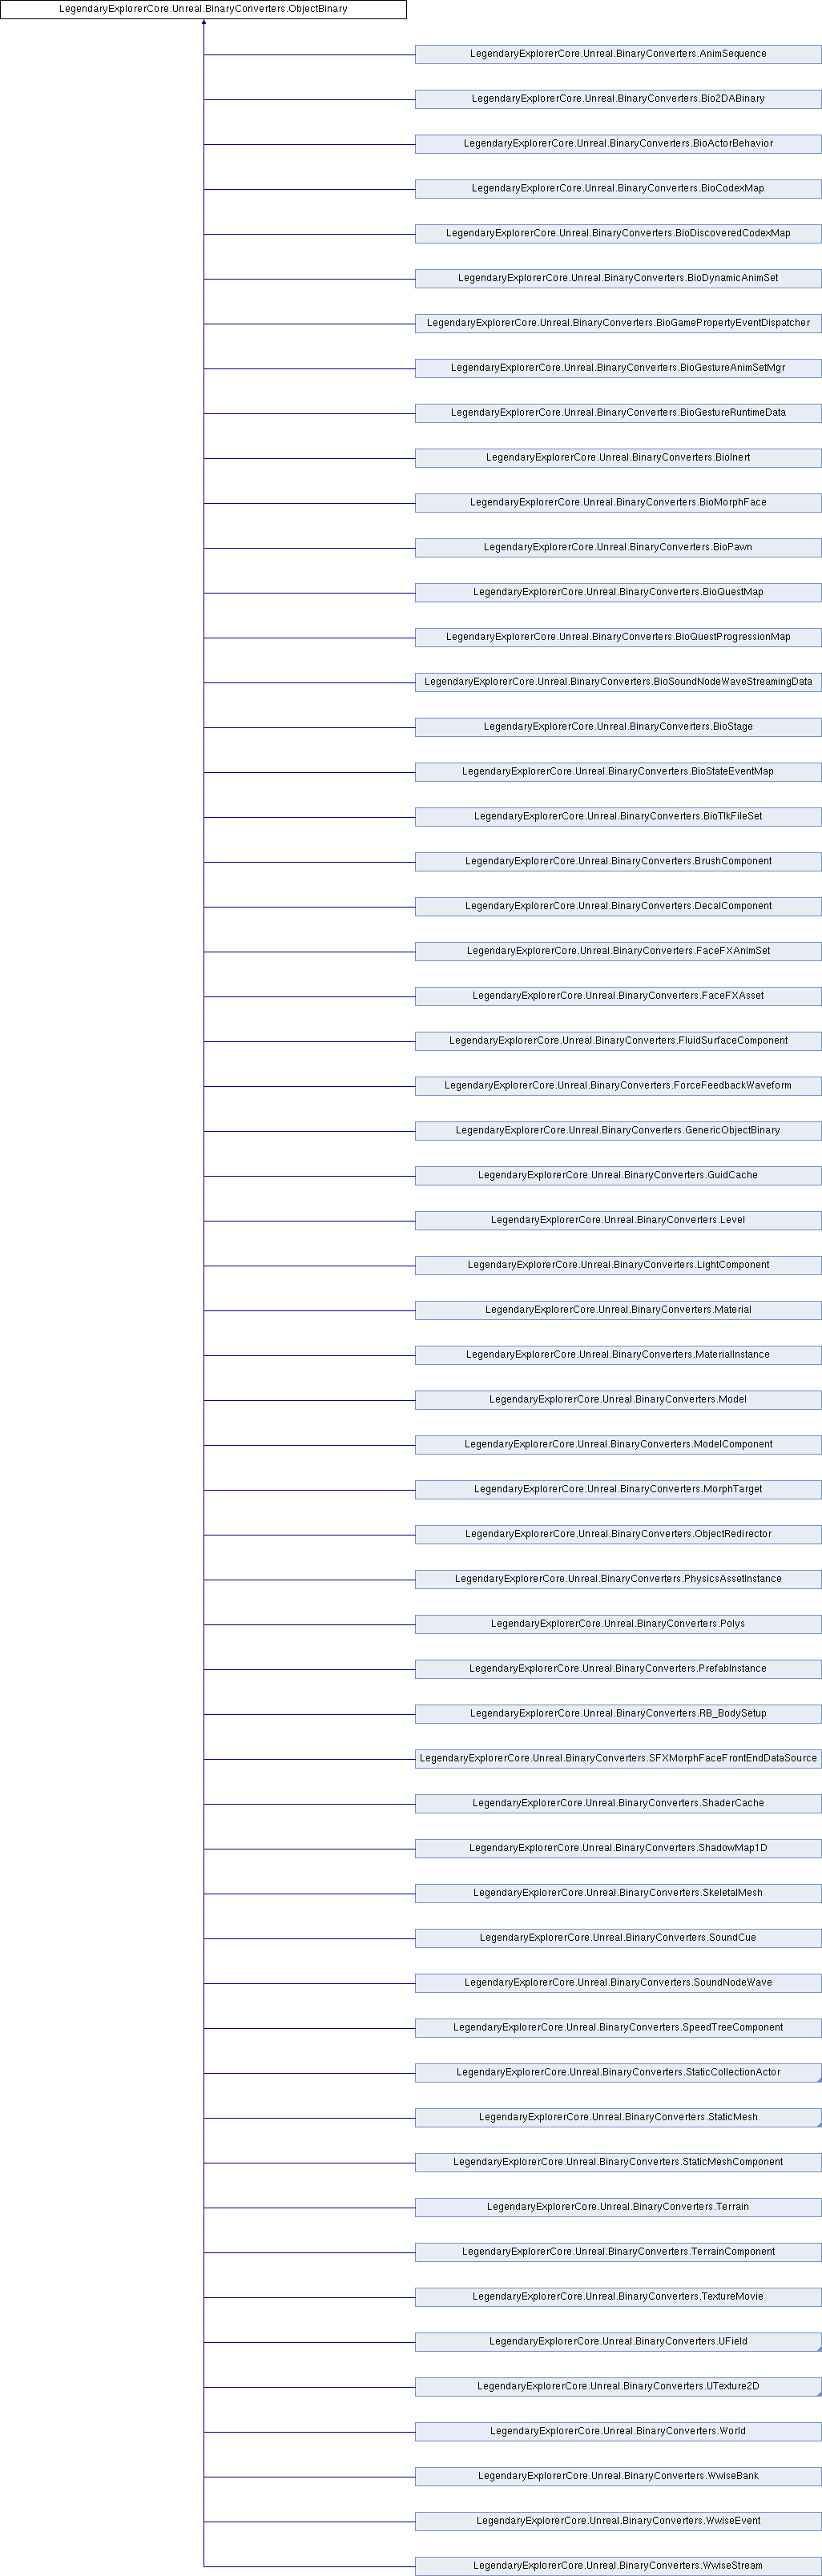 LegendaryExplorerCore.Unreal.BinaryConverters.ObjectBinary
LegendaryExplorerCore.Unreal.BinaryConverters.AnimSequence
LegendaryExplorerCore.Unreal.BinaryConverters.Bio2DABinary
LegendaryExplorerCore.Unreal.BinaryConverters.BioActorBehavior
LegendaryExplorerCore.Unreal.BinaryConverters.BioCodexMap
LegendaryExplorerCore.Unreal.BinaryConverters.BioDiscoveredCodexMap
LegendaryExplorerCore.Unreal.BinaryConverters.BioDynamicAnimSet
LegendaryExplorerCore.Unreal.BinaryConverters.BioGamePropertyEventDispatcher
LegendaryExplorerCore.Unreal.BinaryConverters.BioGestureAnimSetMgr
LegendaryExplorerCore.Unreal.BinaryConverters.BioGestureRuntimeData
LegendaryExplorerCore.Unreal.BinaryConverters.BioInert
LegendaryExplorerCore.Unreal.BinaryConverters.BioMorphFace
LegendaryExplorerCore.Unreal.BinaryConverters.BioPawn
LegendaryExplorerCore.Unreal.BinaryConverters.BioQuestMap
LegendaryExplorerCore.Unreal.BinaryConverters.BioQuestProgressionMap
LegendaryExplorerCore.Unreal.BinaryConverters.BioSoundNodeWaveStreamingData
LegendaryExplorerCore.Unreal.BinaryConverters.BioStage
LegendaryExplorerCore.Unreal.BinaryConverters.BioStateEventMap
LegendaryExplorerCore.Unreal.BinaryConverters.BioTlkFileSet
LegendaryExplorerCore.Unreal.BinaryConverters.BrushComponent
LegendaryExplorerCore.Unreal.BinaryConverters.DecalComponent
LegendaryExplorerCore.Unreal.BinaryConverters.FaceFXAnimSet
LegendaryExplorerCore.Unreal.BinaryConverters.FaceFXAsset
LegendaryExplorerCore.Unreal.BinaryConverters.FluidSurfaceComponent
LegendaryExplorerCore.Unreal.BinaryConverters.ForceFeedbackWaveform
LegendaryExplorerCore.Unreal.BinaryConverters.GenericObjectBinary
LegendaryExplorerCore.Unreal.BinaryConverters.GuidCache
LegendaryExplorerCore.Unreal.BinaryConverters.Level
LegendaryExplorerCore.Unreal.BinaryConverters.LightComponent
LegendaryExplorerCore.Unreal.BinaryConverters.Material
LegendaryExplorerCore.Unreal.BinaryConverters.MaterialInstance
LegendaryExplorerCore.Unreal.BinaryConverters.Model
LegendaryExplorerCore.Unreal.BinaryConverters.ModelComponent
LegendaryExplorerCore.Unreal.BinaryConverters.MorphTarget
LegendaryExplorerCore.Unreal.BinaryConverters.ObjectRedirector
LegendaryExplorerCore.Unreal.BinaryConverters.PhysicsAssetInstance
LegendaryExplorerCore.Unreal.BinaryConverters.Polys
LegendaryExplorerCore.Unreal.BinaryConverters.PrefabInstance
LegendaryExplorerCore.Unreal.BinaryConverters.RB_BodySetup
LegendaryExplorerCore.Unreal.BinaryConverters.SFXMorphFaceFrontEndDataSource
LegendaryExplorerCore.Unreal.BinaryConverters.ShaderCache
LegendaryExplorerCore.Unreal.BinaryConverters.ShadowMap1D
LegendaryExplorerCore.Unreal.BinaryConverters.SkeletalMesh
LegendaryExplorerCore.Unreal.BinaryConverters.SoundCue
LegendaryExplorerCore.Unreal.BinaryConverters.SoundNodeWave
LegendaryExplorerCore.Unreal.BinaryConverters.SpeedTreeComponent
LegendaryExplorerCore.Unreal.BinaryConverters.StaticCollectionActor
LegendaryExplorerCore.Unreal.BinaryConverters.StaticMesh
LegendaryExplorerCore.Unreal.BinaryConverters.StaticMeshComponent
LegendaryExplorerCore.Unreal.BinaryConverters.Terrain
LegendaryExplorerCore.Unreal.BinaryConverters.TerrainComponent
LegendaryExplorerCore.Unreal.BinaryConverters.TextureMovie
LegendaryExplorerCore.Unreal.BinaryConverters.UField
LegendaryExplorerCore.Unreal.BinaryConverters.UTexture2D
LegendaryExplorerCore.Unreal.BinaryConverters.World
LegendaryExplorerCore.Unreal.BinaryConverters.WwiseBank
LegendaryExplorerCore.Unreal.BinaryConverters.WwiseEvent
LegendaryExplorerCore.Unreal.BinaryConverters.WwiseStream